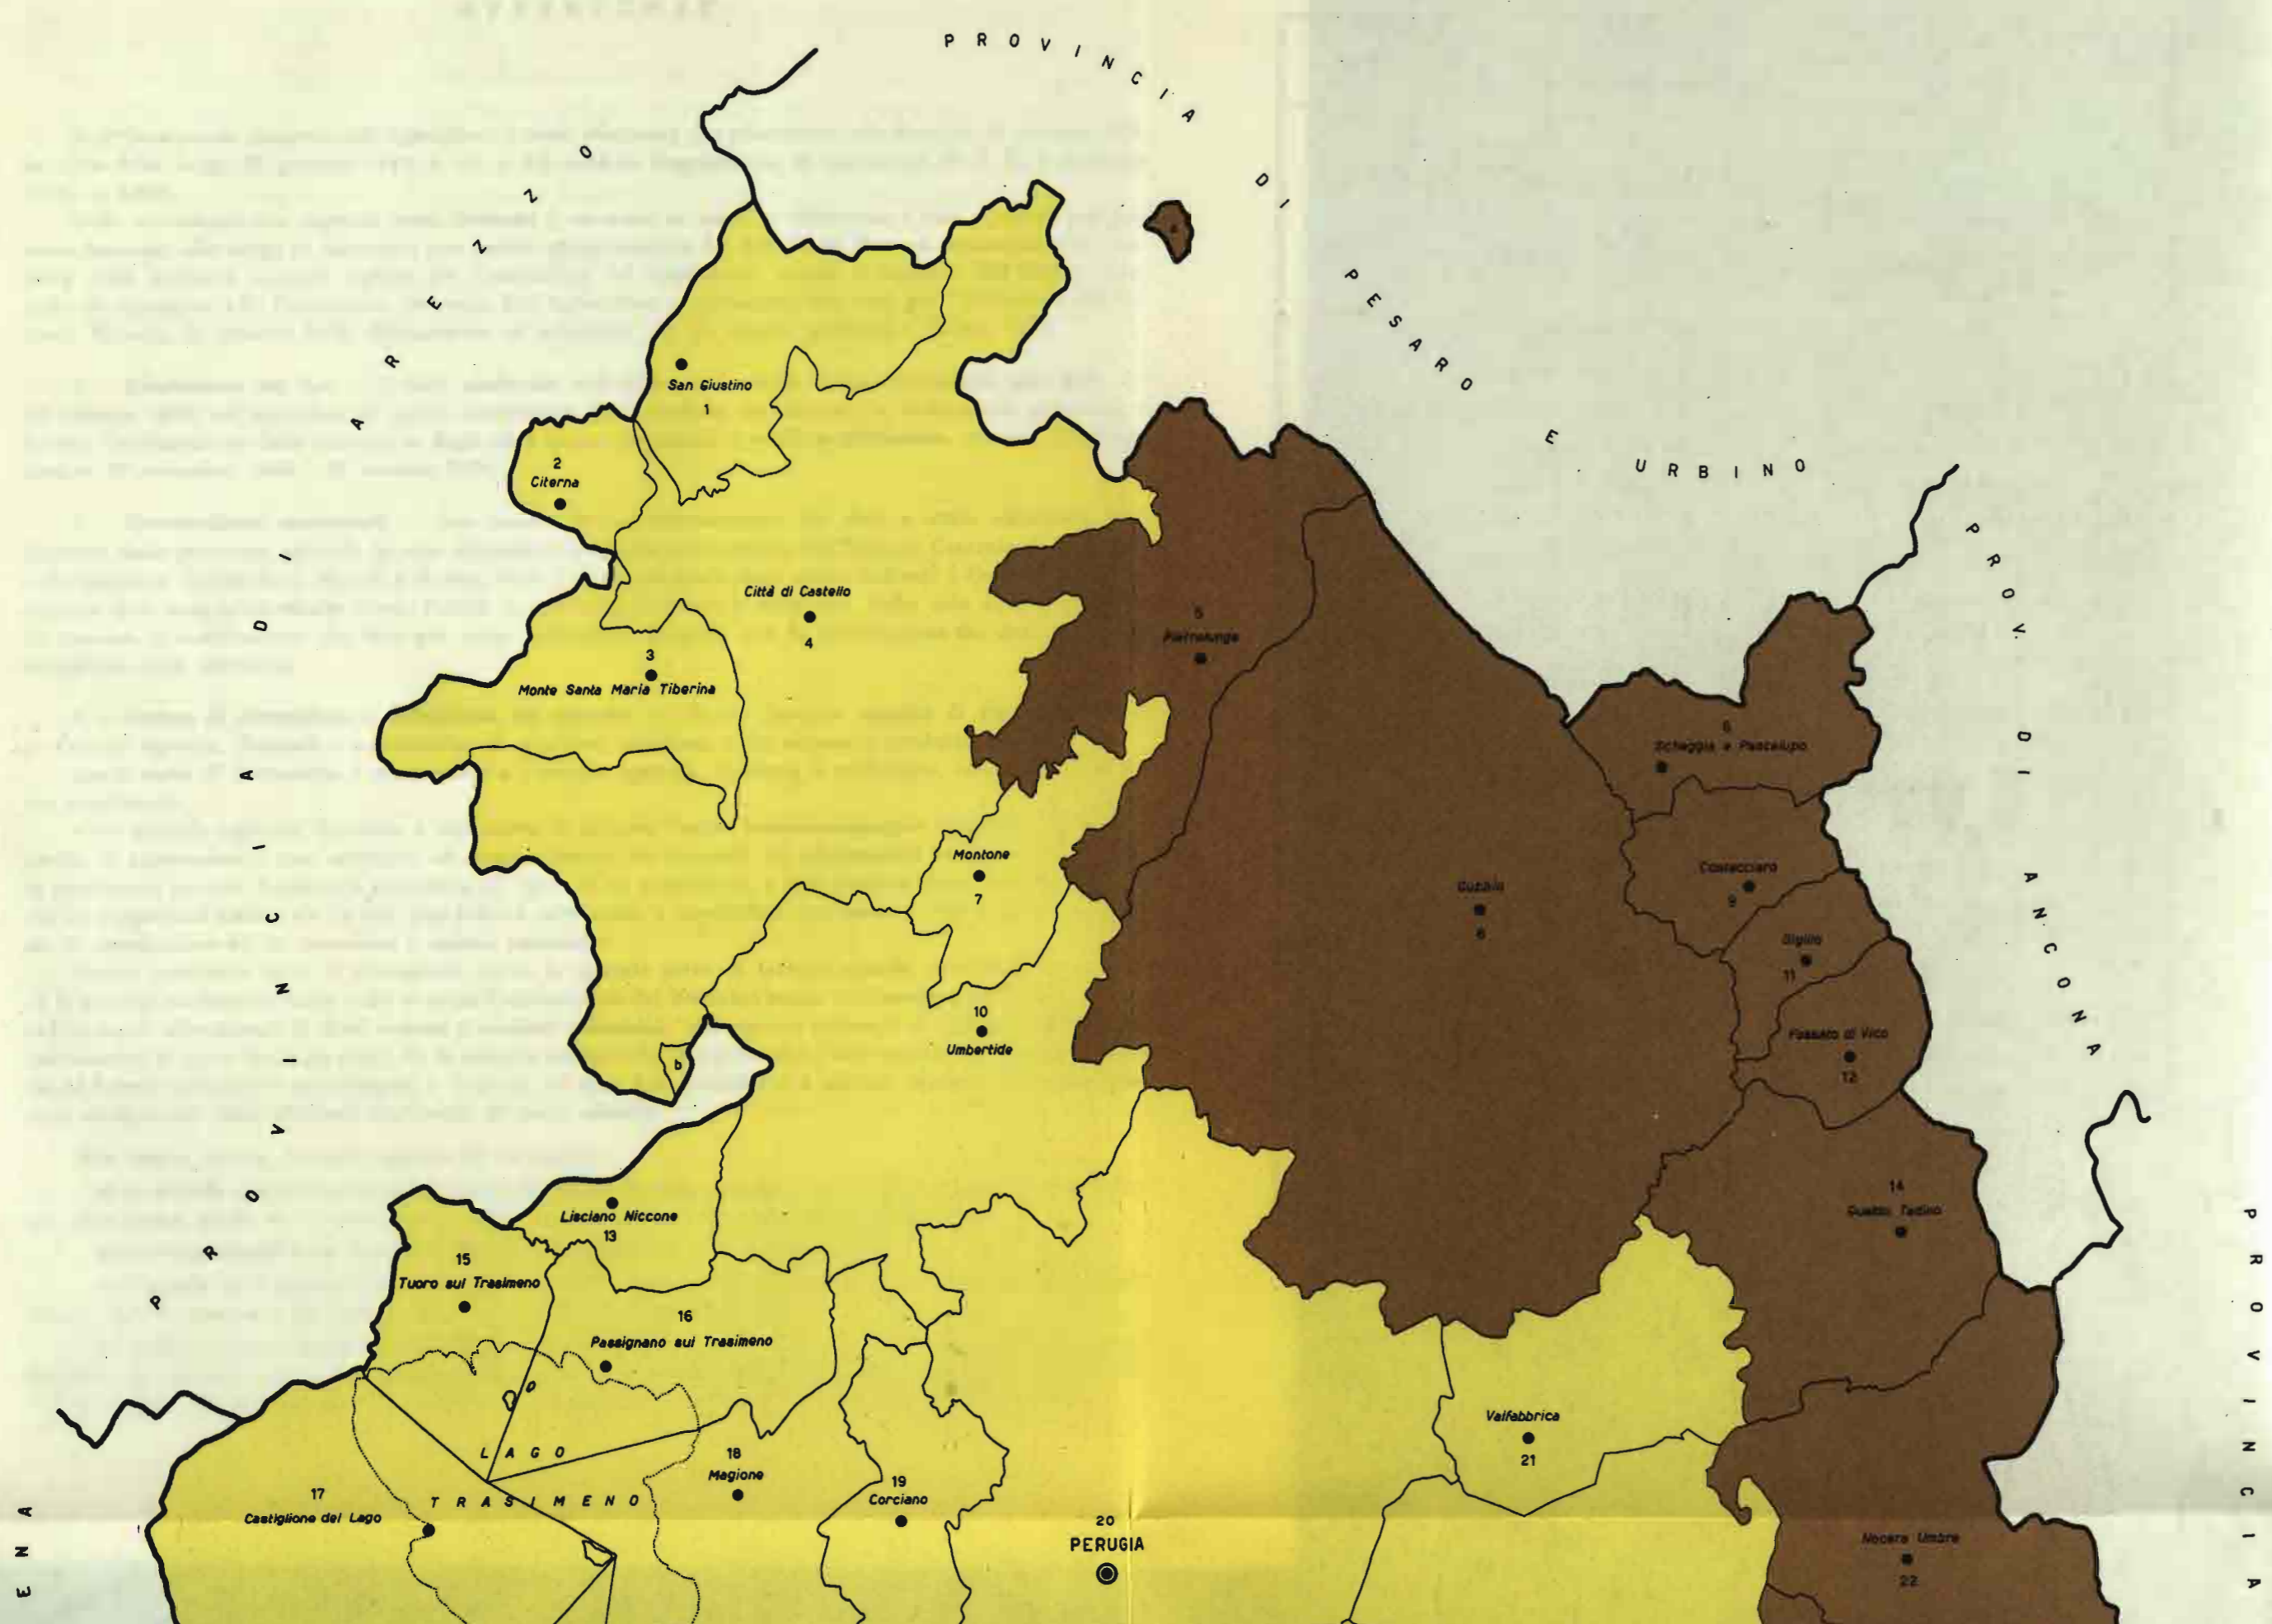 PROVINCIA DI PESARO E URBINO
PROVINCIA DI AREZZO
PROV. DI ANCONA
PROVINCIA
ENA
San Giustino
1
2
Citerna
Città di Castello
4
3
Monte Santa Maria Tiberina
5
Pietralunga
6
Scheggia e Pascelupo
Montone
7
Gubbio
Costacciaro
9
Sigillo
11
10
Umbertide
Fossato di Vico
12
b
Lisciano Niccone
13
14
Gualdo Tadino
15
Tuoro sul Trasimeno
16
Passignano sul Trasimeno
LAGO
TRASIMENO
17
Castiglione del Lago
18
Magione
19
Corciano
20
PERUGIA
Valfabbrica
21
Nocera Umbra
22